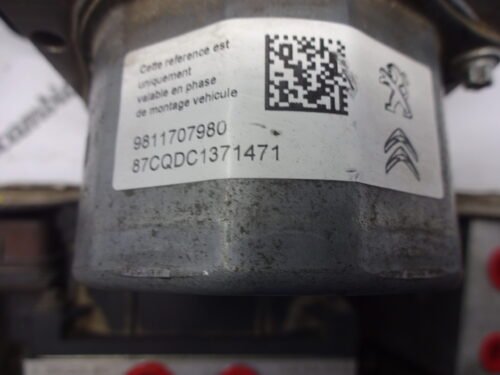 Cette reference est
uniquement
valable en phase
de montage vehicule
9811707980
87CQDC1371471